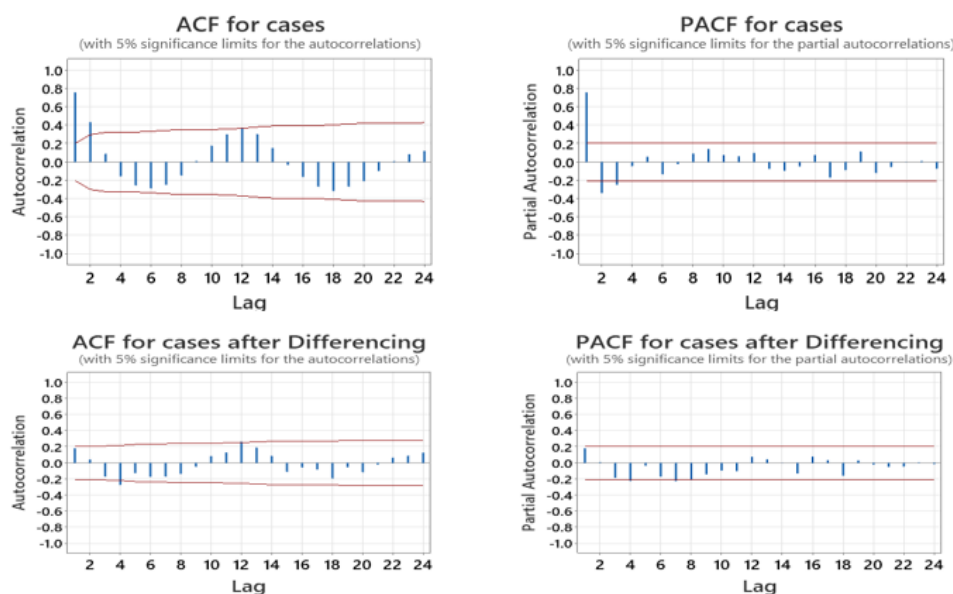 ACF for cases
(with 5% significance limits for the autocorrelations)
1.0
0.8
0.6
0.4
0.2
0.0
-0.2
-0.4
-0.6
-0.8
-1.0
Autocorrelation
2 4 6 8 10 12 14 16 18 20 22 24
Lag
PACF for cases
(with 5% significance limits for the partial autocorrelations)
1.0
0.8
0.6
0.4
0.2
0.0
-0.2
-0.4
-0.6
-0.8
-1.0
Partial Autocorrelation
2 4 6 8 10 12 14 16 18 20 22 24
Lag
ACF for cases after Differencing
(with 5% significance limits for the autocorrelations)
1.0
0.8
0.6
0.4
0.2
0.0
-0.2
-0.4
-0.6
-0.8
-1.0
Autocorrelation
2 4 6 8 10 12 14 16 18 20 22 24
Lag
PACF for cases after Differencing
(with 5% significance limits for the partial autocorrelations)
1.0
0.8
0.6
0.4
0.2
0.0
-0.2
-0.4
-0.6
-0.8
-1.0
Partial Autocorrelation
2 4 6 8 10 12 14 16 18 20 22 24
Lag